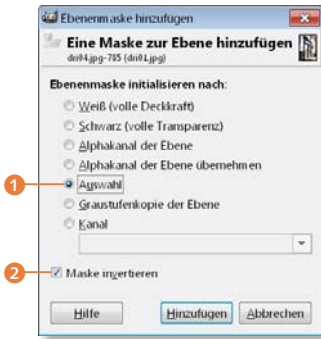 Ebenenmaske hinzufügen
Eine Maske zur Ebene hinzufügen
dri94.jpg-785 (dri91.jpg)
Ebenenmaske initialisieren nach:
Weiß (volle Deckkraft)
Schwarz (volle Transparenz)
Alphakanal der Ebene
Alphakanal der Ebene übernehmen
1 Auswahl
Graustufenkopie der Ebene
Kanal
2 Maske invertieren
Hilfe Hinzufügen Abbrechen